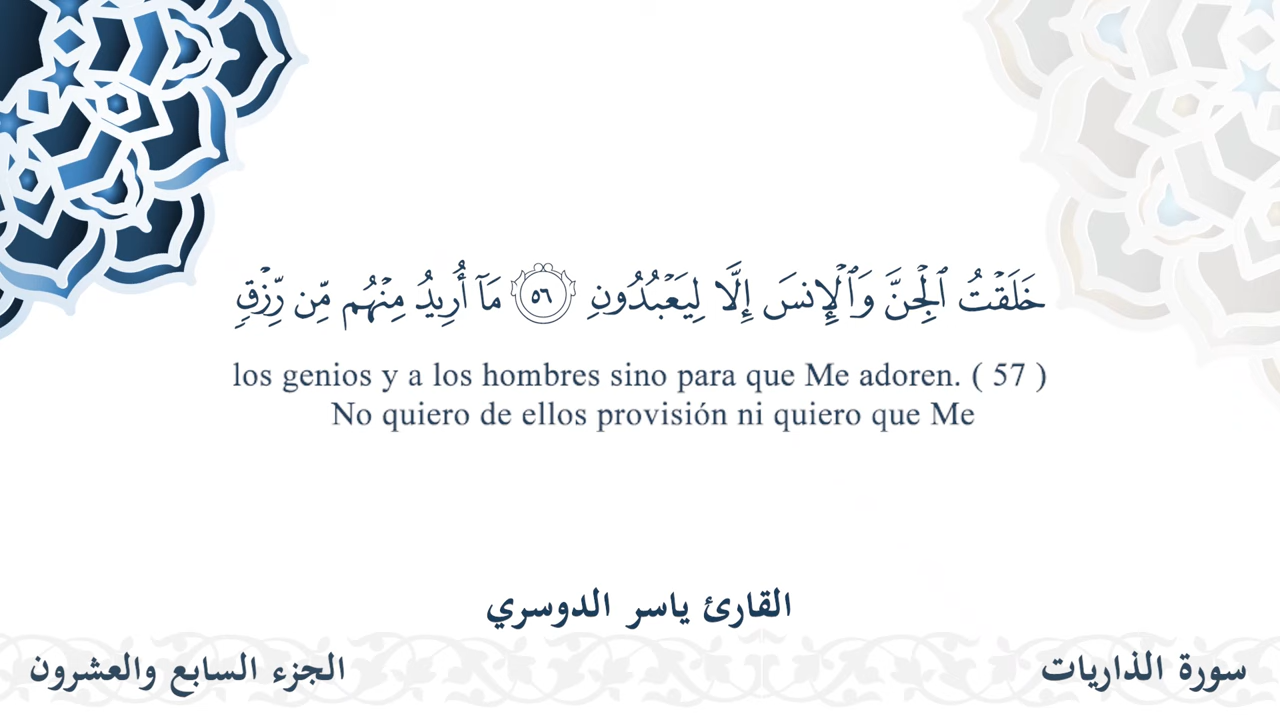 خَلَقْتُ ٱلْجِنَّ وَٱلْإِنسَ إِلَّا لِيَعْبُدُونِ ٥٦ مَآ أُرِيدُ مِنْهُم مِّن رِّزْقٍ
los genios y a los hombres sino para que Me adoren. ( 57 )
No quiero de ellos provisión ni quiero que Me
القارئ ياسر الدوسري
سورة الذاريات
الجزء السابع والعشرون